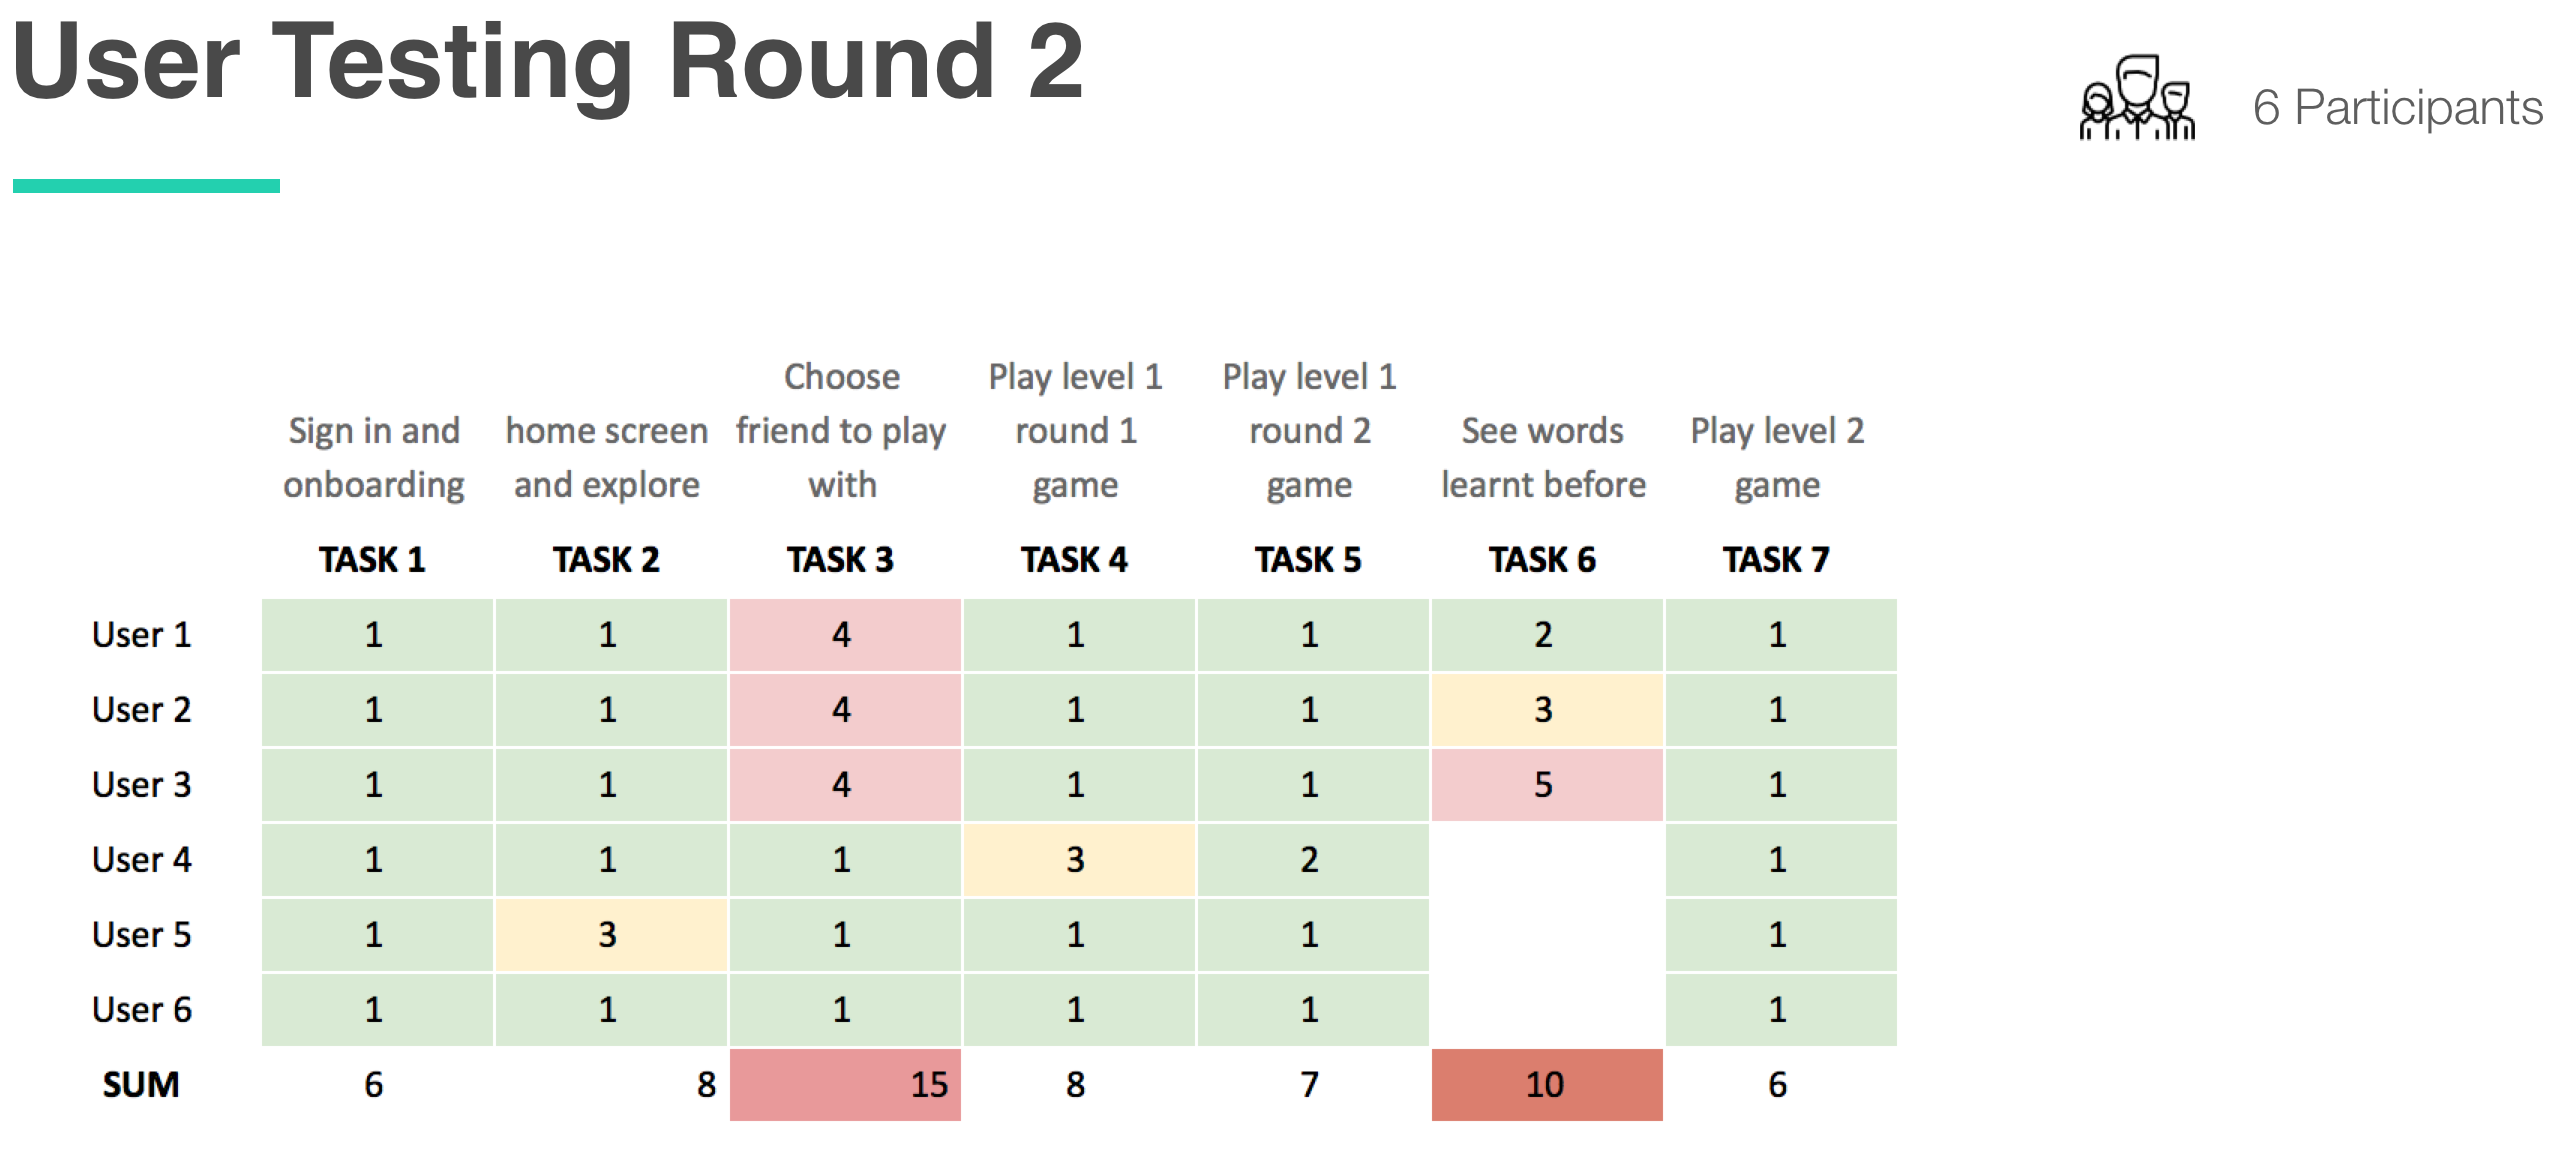 User Testing Round 2
6 Participants
Choose Play level 1 Play level 1
Sign in and home screen friend to play round 1 round 2 See words Play level 2
onboarding and explore with game game learnt before game
TASK 1 TASK 2 TASK 3 TASK 4 TASK 5 TASK 6 TASK 7
User 1 1 1 4 1 1 2 1
User 2 1 1 4 1 1 3 1
User 3 1 1 4 1 1 5 1
User 4 1 1 1 3 2 1
User 5 1 3 1 1 1 1
User 6 1 1 1 1 1 1
SUM 6 8 15 8 7 10 6